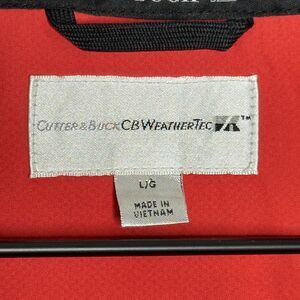 CUTTER & BUCK CB WEATHERTEC ™
L/G
MADE IN
VIETNAM